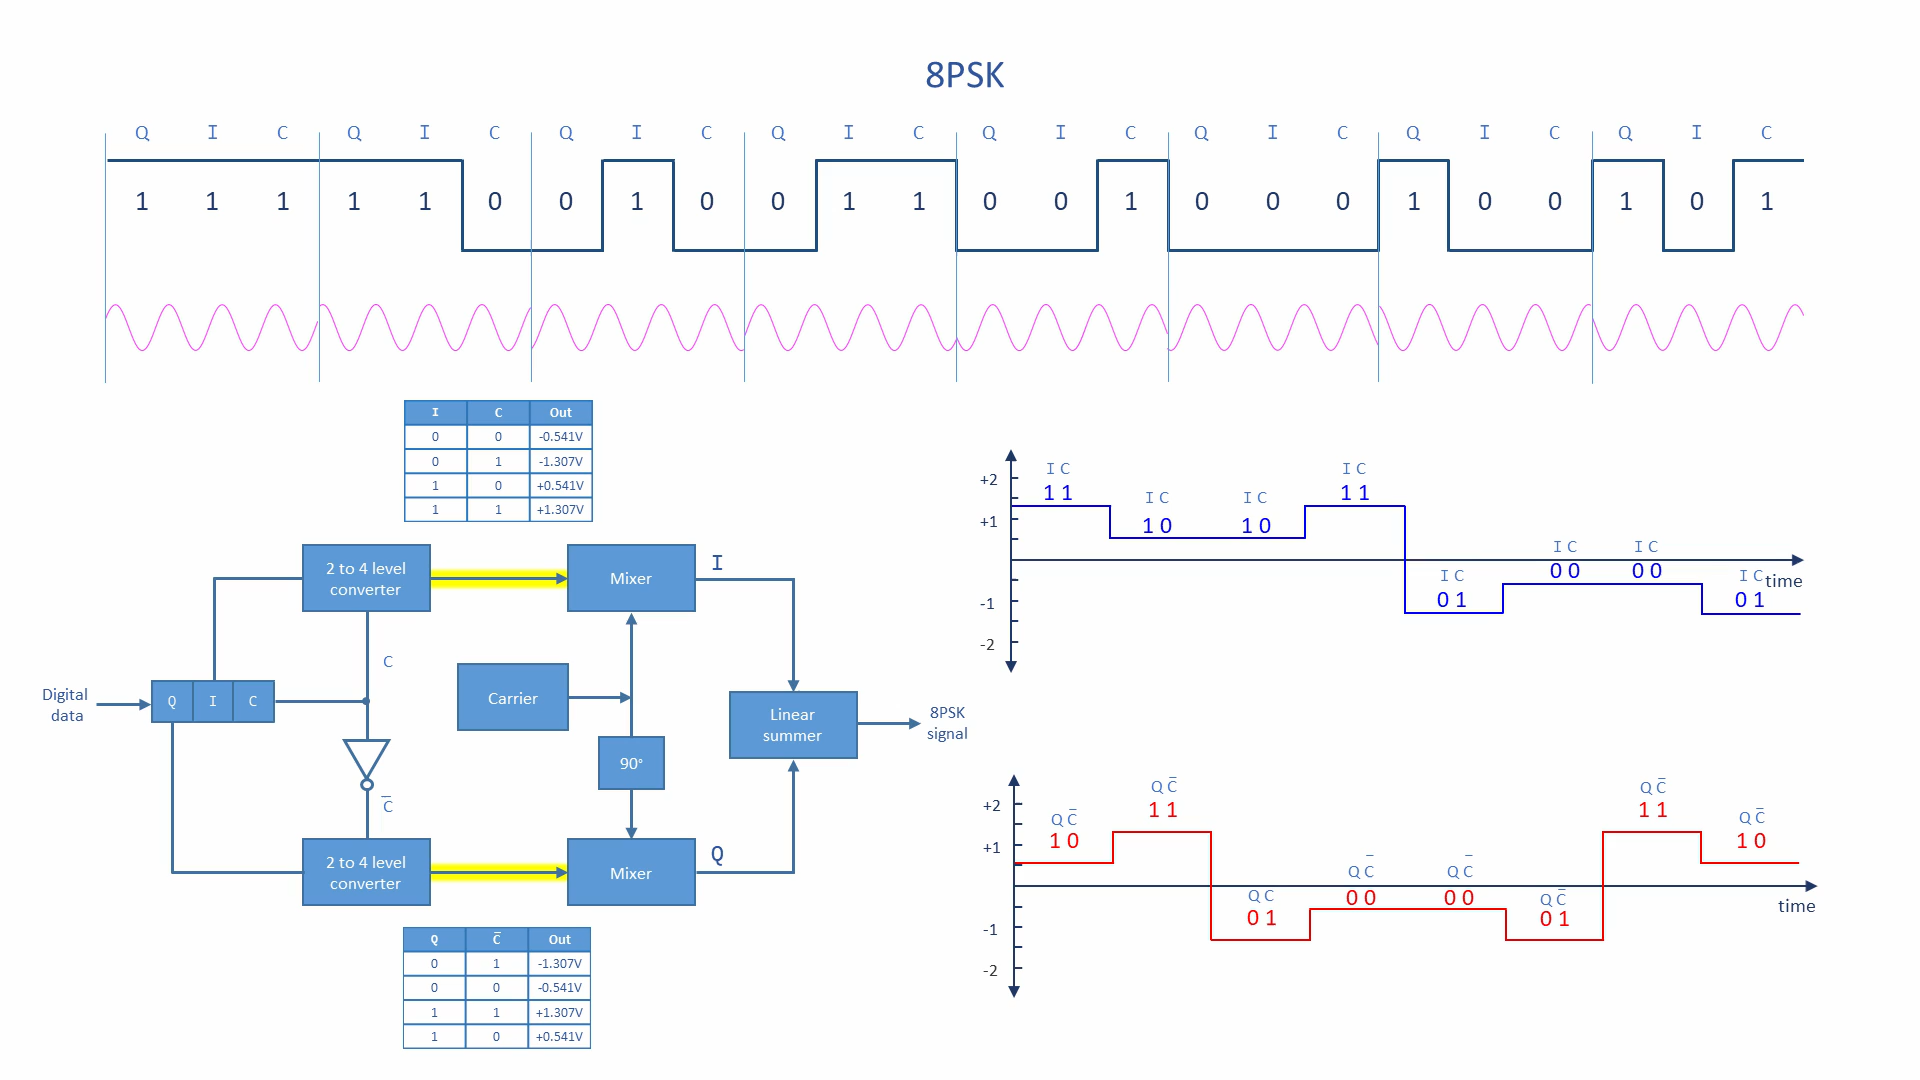 8PSK
Q I C Q I C Q I C Q I C Q I C Q I C Q I C Q I C
1 1 1 1 1 0 0 1 0 0 1 1 0 0 1 0 0 0 1 0 0 1 0 1
I C Out
0 0 -0.541V
0 1 -1.307V
1 0 +0.541V
1 1 +1.307V
2 to 4 level
converter
Mixer
I
C
Digital
data
Q I C
Carrier
90°
Linear
summer
8PSK
signal
C̅
2 to 4 level
converter
Mixer
Q
Q C̅ Out
0 1 -1.307V
0 0 -0.541V
1 1 +1.307V
1 0 +0.541V
+2
+1
-1
-2
I C
1 1
I C
1 0
I C
1 0
I C
1 1
I C
0 1
I C
0 0
I C
0 0
I C
0 1
time
+2
+1
-1
-2
Q C̅
1 0
Q C̅
1 1
Q C
0 1
Q C̅
0 0
Q C̅
0 0
Q C̅
0 1
Q C̅
1 1
Q C̅
1 0
time